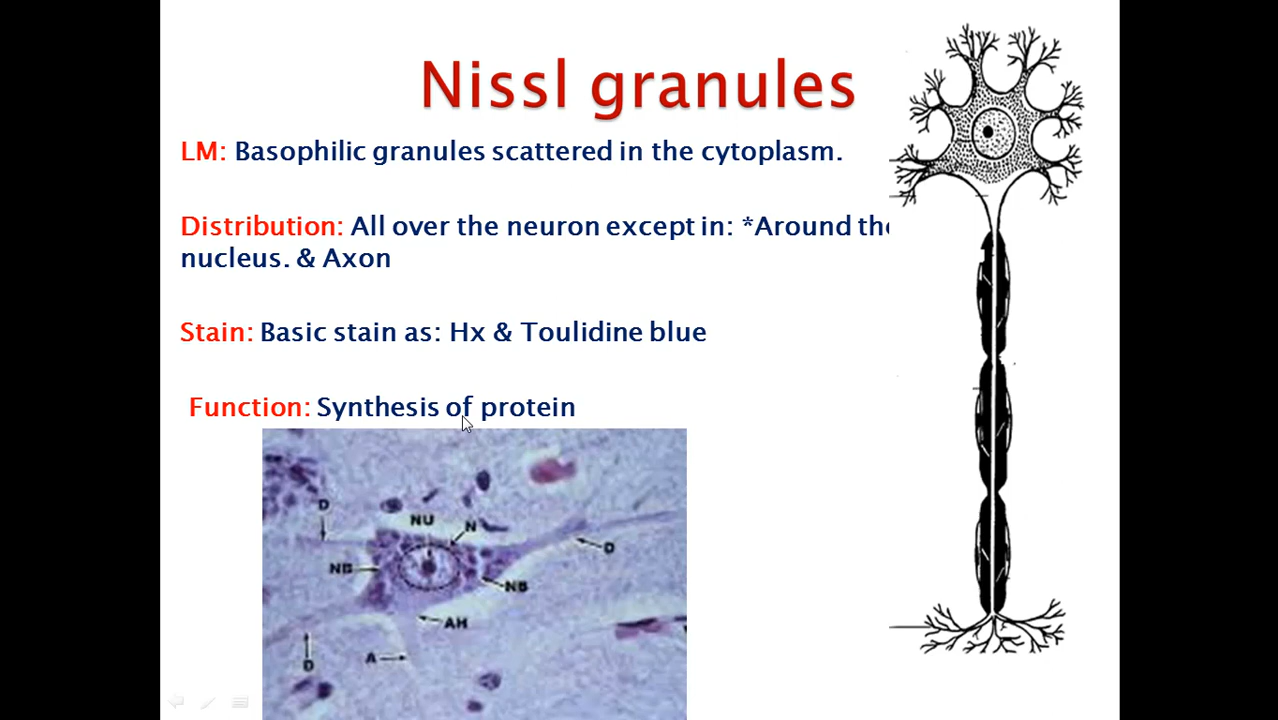 Nissl granules
LM: Basophilic granules scattered in the cytoplasm.
Distribution: All over the neuron except in: *Around the
nucleus. & Axon
Stain: Basic stain as: Hx & Toulidine blue
Function: Synthesis of protein
D
NU
N
D
NB
NB
AH
A
D